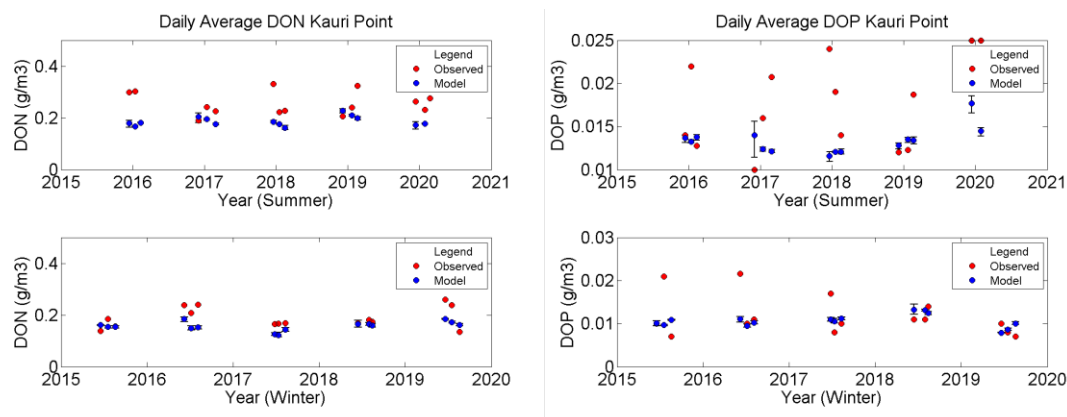 Daily Average DON Kauri Point
DON (g/m3)
0.4
0.2
0
Legend
Observed
Model
2015 2016 2017 2018 2019 2020 2021
Year (Summer)
DON (g/m3)
0.4
0.2
0
Legend
Observed
Model
2015 2016 2017 2018 2019 2020
Year (Winter)
Daily Average DOP Kauri Point
DOP (g/m3)
0.025
0.02
0.015
0.01
Legend
Observed
Model
2015 2016 2017 2018 2019 2020 2021
Year (Summer)
DOP (g/m3)
0.03
0.02
0.01
0
Legend
Observed
Model
2015 2016 2017 2018 2019 2020
Year (Winter)